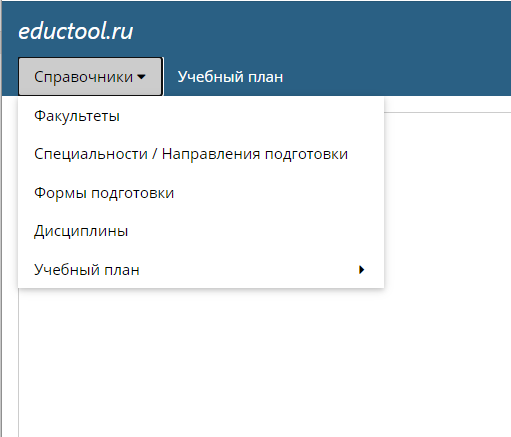 eductool.ru
Справочники Учебный план
Факультеты
Специальности / Направления подготовки
Формы подготовки
Дисциплины
Учебный план